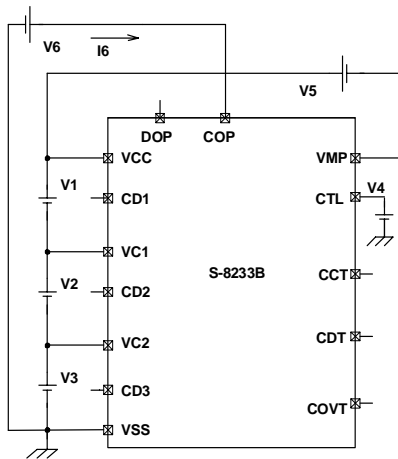 V6
I6
V5
DOP
COP
VCC
VMP
V1
CD1
CTL
V4
VC1
V2
CD2
S-8233B
CCT
VC2
CDT
V3
CD3
COVT
VSS